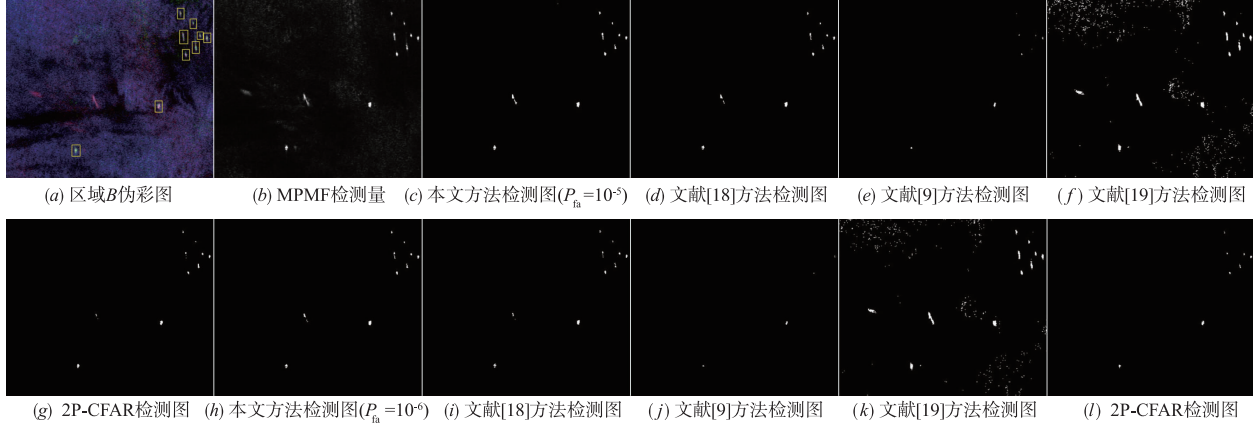 (a) 区域B伪彩图 (b) MPMF检测量 (c) 本文方法检测图(P_fa=10^-5) (d) 文献[18]方法检测图 (e) 文献[9]方法检测图 (f) 文献[19]方法检测图
(g) 2P-CFAR检测图 (h) 本文方法检测图(P_fa=10^-6) (i) 文献[18]方法检测图 (j) 文献[9]方法检测图 (k) 文献[19]方法检测图 (l) 2P-CFAR检测图